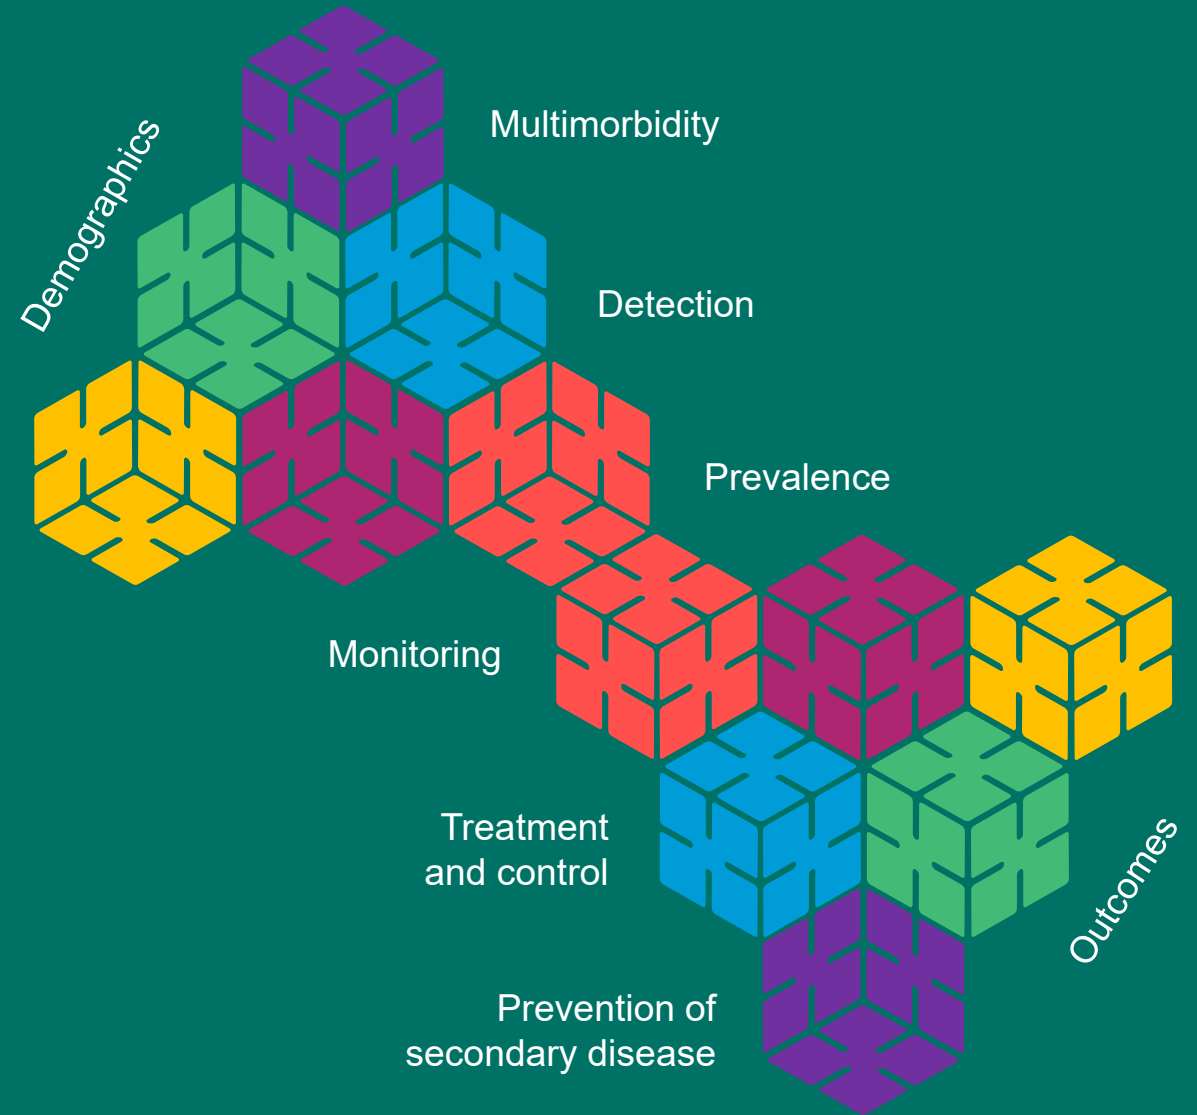 Multimorbidity
Demographics
Detection
Prevalence
Monitoring
Treatment
and control
Outcomes
Prevention of
secondary disease